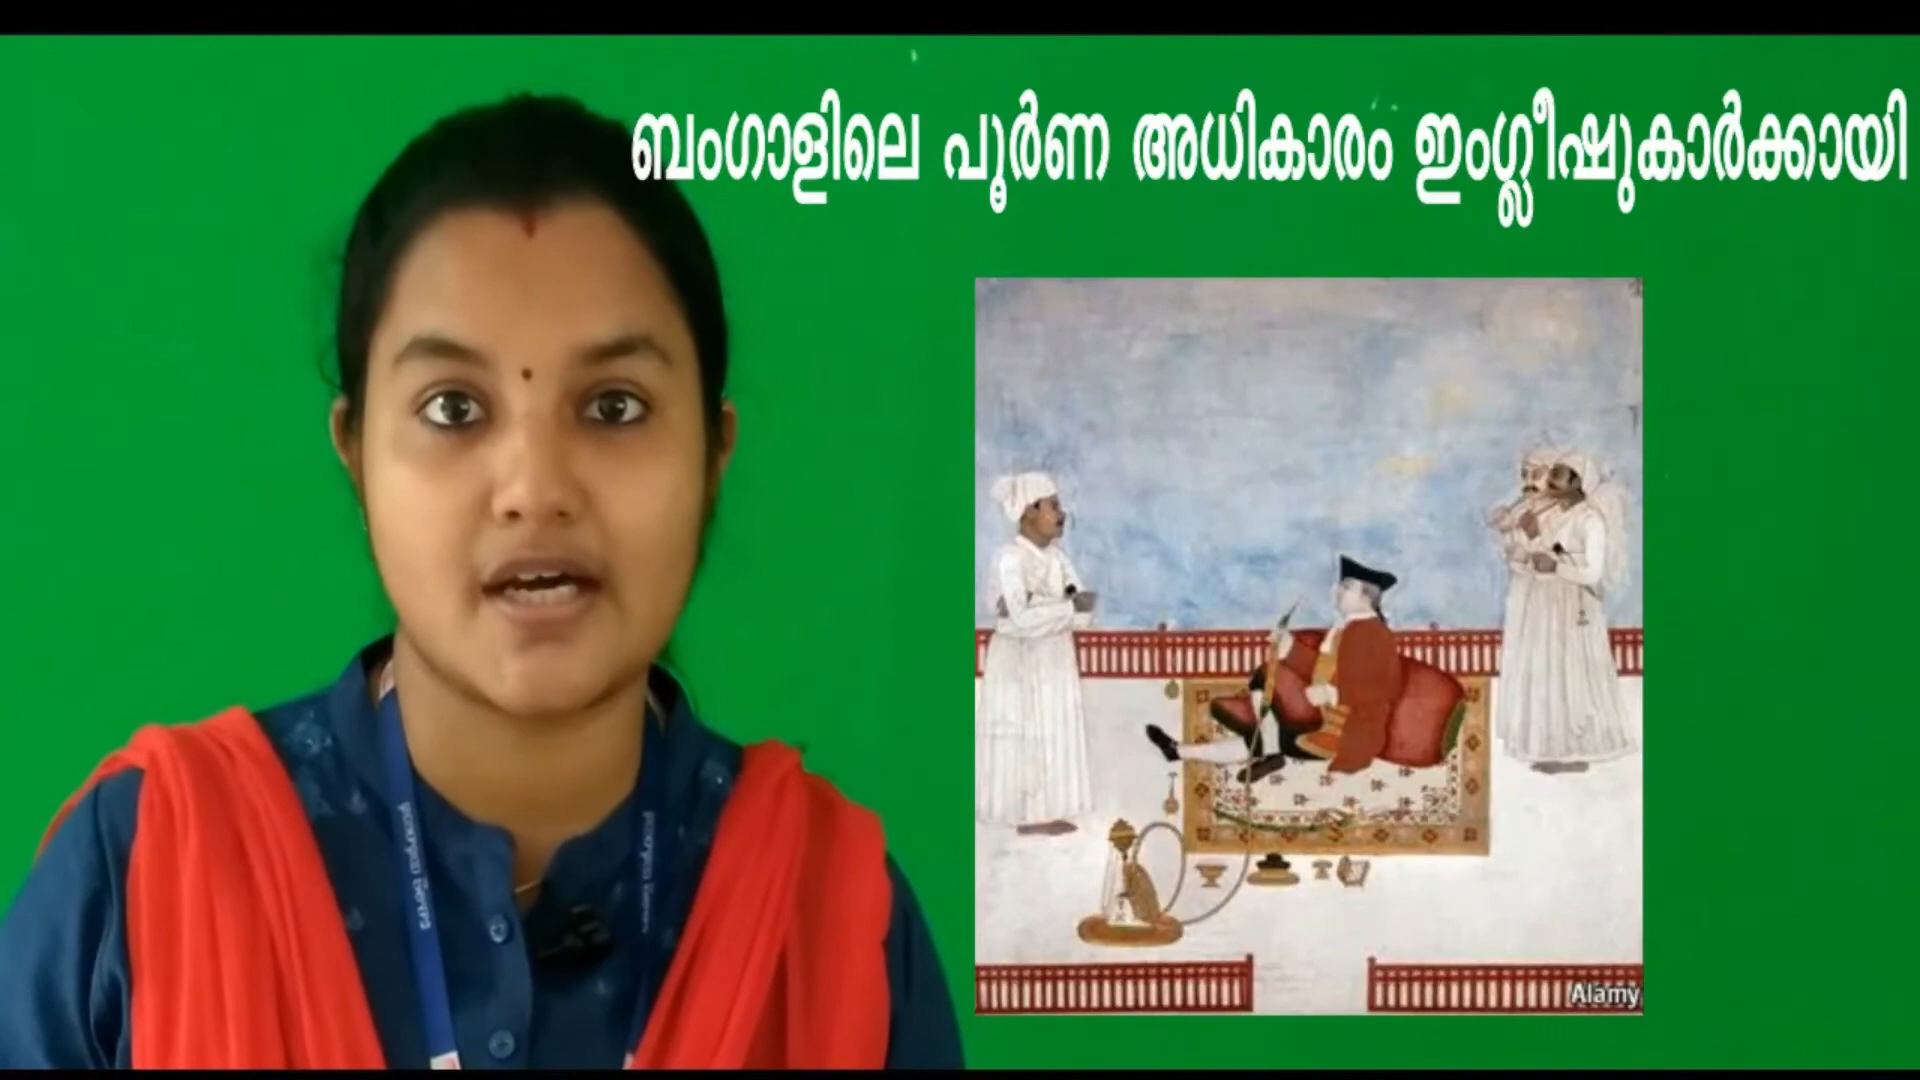 ബംഗാളിലെ പൂർണ അധികാരം ഇംഗ്ലീഷുകാർക്കായി
Alamy